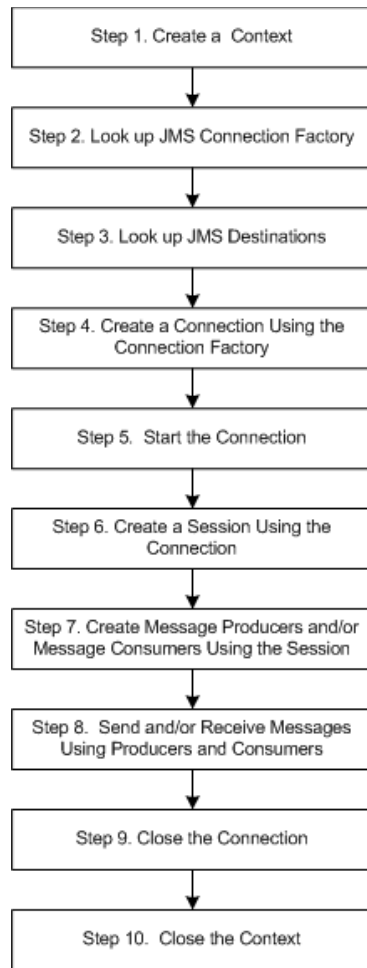 Step 1. Create a  Context
Step 2. Look up JMS Connection Factory
Step 3. Look up JMS Destinations
Step 4. Create a Connection Using the
Connection Factory
Step 5.  Start the Connection
Step 6. Create a Session Using the
Connection
Step 7. Create Message Producers and/or
Message Consumers Using the Session
Step 8.  Send and/or Receive Messages
Using Producers and Consumers
Step 9. Close the Connection
Step 10.  Close the Context